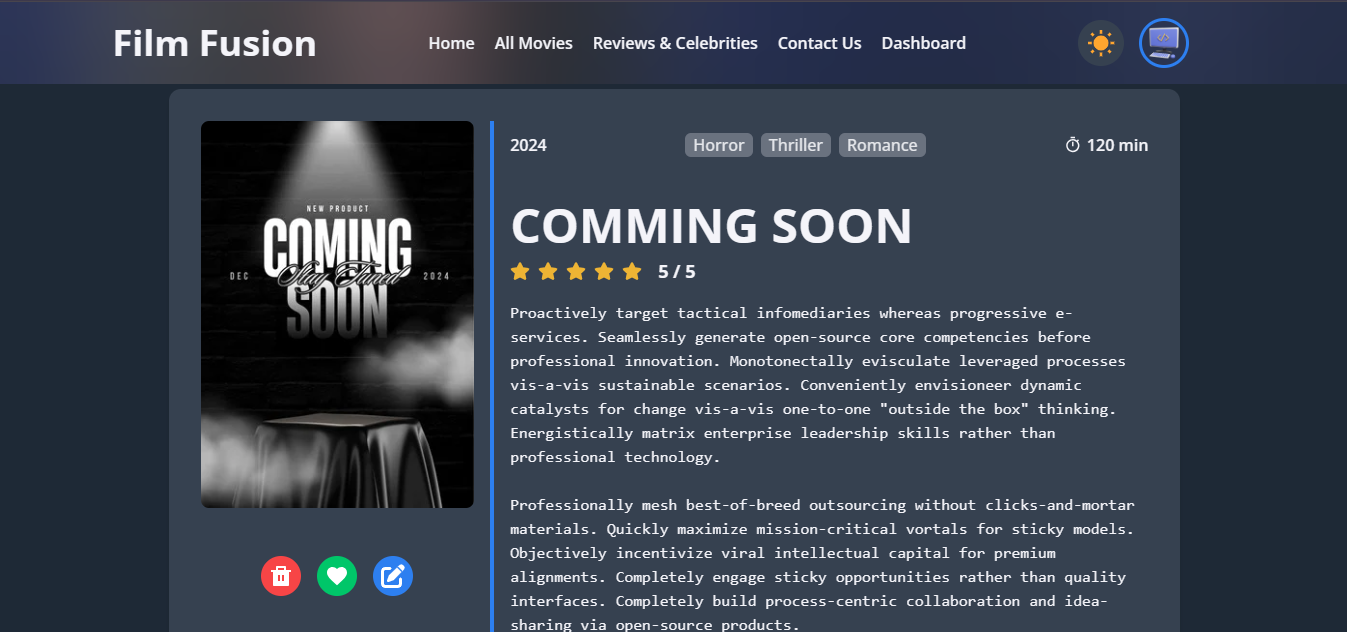 Film Fusion
Home
All Movies
Reviews & Celebrities
Contact Us
Dashboard
NEW PRODUCT
COMING
DEC
Stay Tuned
2024
SOON
2024
Horror
Thriller
Romance
120 min
COMMING SOON
5 / 5
Proactively target tactical infomediaries whereas progressive e-
services. Seamlessly generate open-source core competencies before
professional innovation. Monotonectally evisculate leveraged processes
vis-a-vis sustainable scenarios. Conveniently envisioneer dynamic
catalysts for change vis-a-vis one-to-one "outside the box" thinking.
Energistically matrix enterprise leadership skills rather than
professional technology.
Professionally mesh best-of-breed outsourcing without clicks-and-mortar
materials. Quickly maximize mission-critical vortals for sticky models.
Objectively incentivize viral intellectual capital for premium
alignments. Completely engage sticky opportunities rather than quality
interfaces. Completely build process-centric collaboration and idea-
sharing via open-source products.